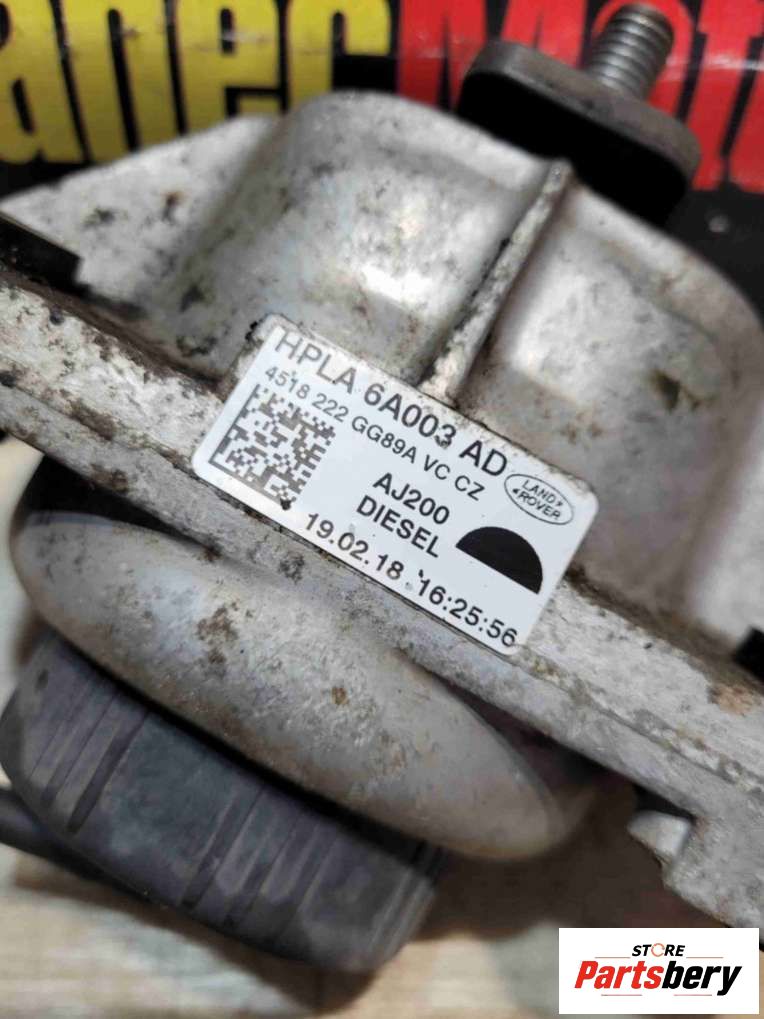 HPLA 6A003 AD
4518 222 GG89A VC CZ
LAND
ROVER
AJ200
DIESEL
19.02.18 16:25:56
STORE
Partsbery